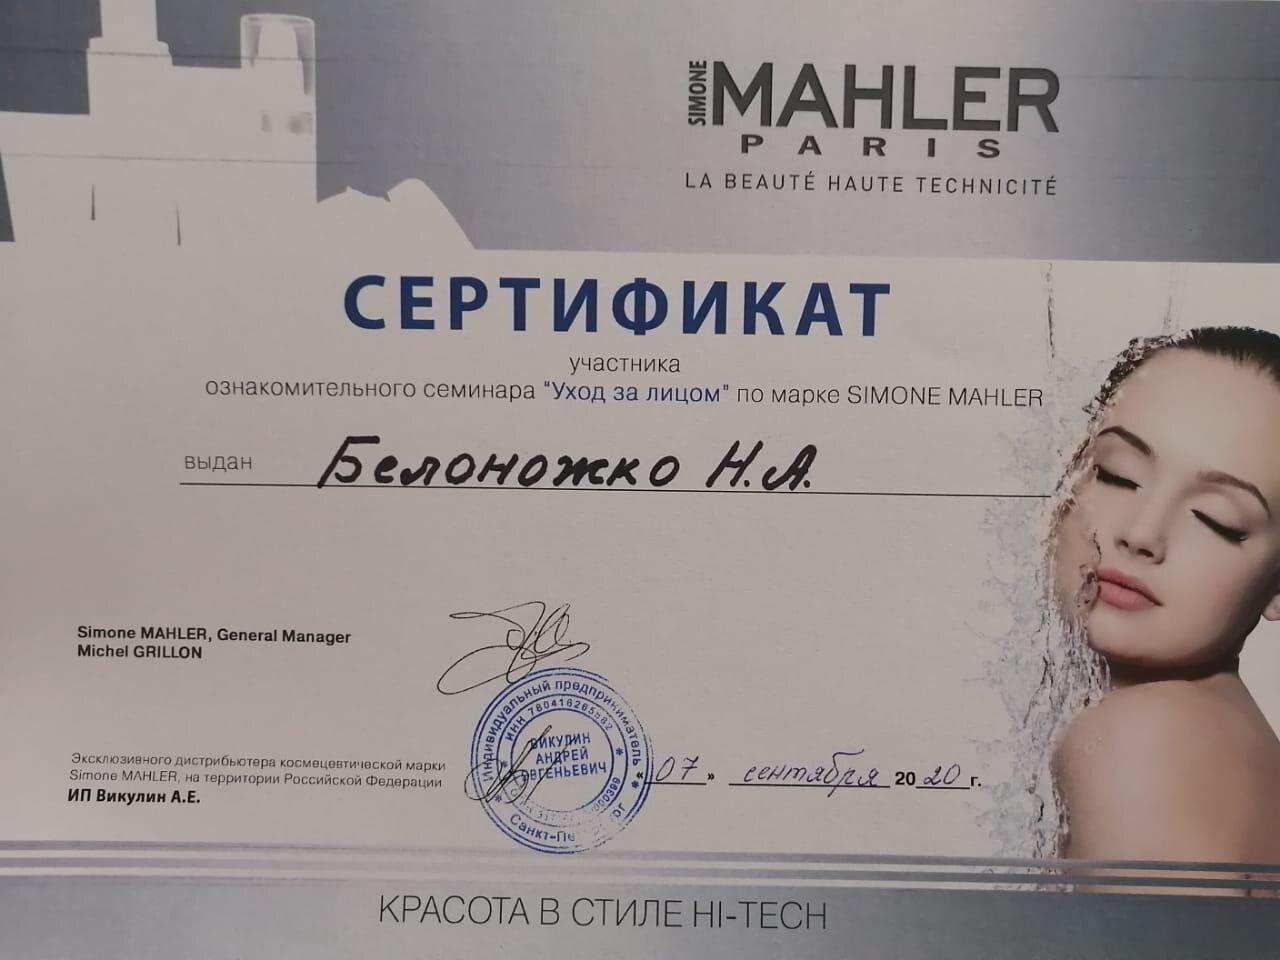 SIMONE
MAHLER
PARIS
LA BEAUTÉ HAUTE TECHNICITÉ
СЕРТИФИКАТ
участника
ознакомительного семинара "Уход за лицом" по марке SIMONE MAHLER
выдан Белоножко Н.А.
Simone MAHLER, General Manager
Michel GRILLON
Индивидуальный предприниматель
ИНН 780416265882
ВИКУЛИН
АНДРЕЙ
ЕВГЕНЬЕВИЧ
Эксклюзивного дистрибьютера космецевтической марки
Simone MAHLER, на территории Российской Федерации
ИП Викулин А.Е.
«07» сентября 2020 г.
КРАСОТА В СТИЛЕ HI-TECH